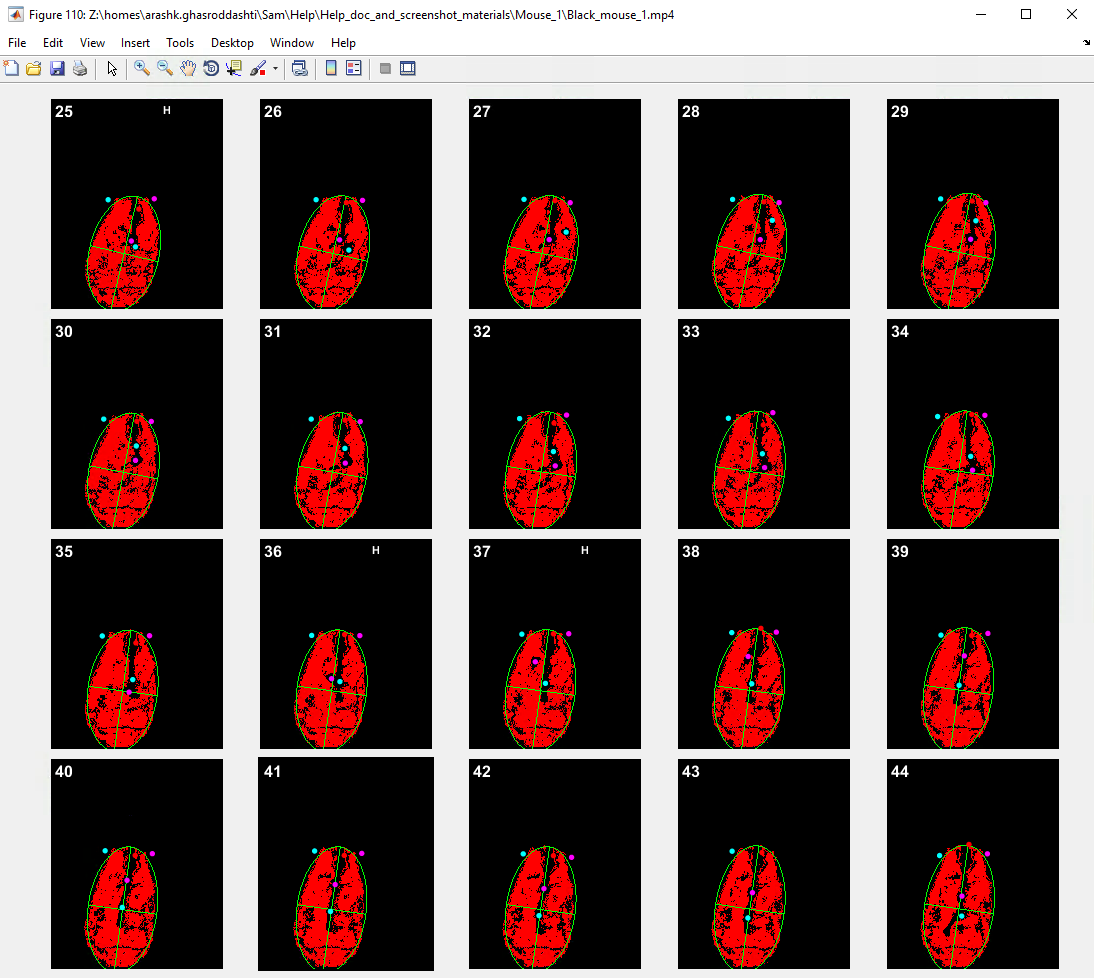 Figure 110: Z:\homes\arashk.ghasroddashti\Sam\Help\Help_doc_and_screenshot_materials\Mouse_1\Black_mouse_1.mp4
File Edit View Insert Tools Desktop Window Help
25 H 26 27 28 29
30 31 32 33 34
35 36 H 37 H 38 39
40 41 42 43 44